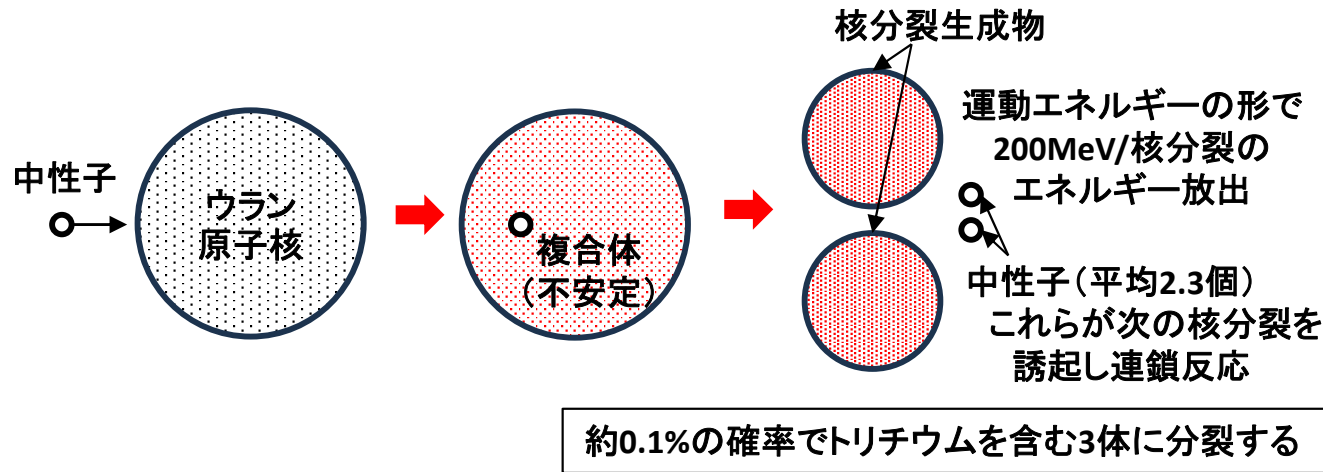 中性子
ウラン
原子核
複合体
（不安定）
核分裂生成物
運動エネルギーの形で
200MeV/核分裂の
エネルギー放出
中性子（平均2.3個）
これらが次の核分裂を
誘起し連鎖反応
約0.1%の確率でトリチウムを含む3体に分裂する